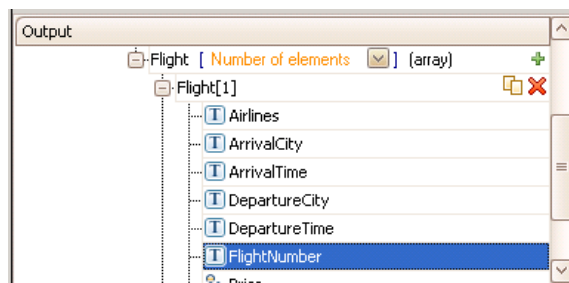 Output
Flight [ Number of elements ] (array)
Flight[1]
T Airlines
T ArrivalCity
T ArrivalTime
T DepartureCity
T DepartureTime
T FlightNumber